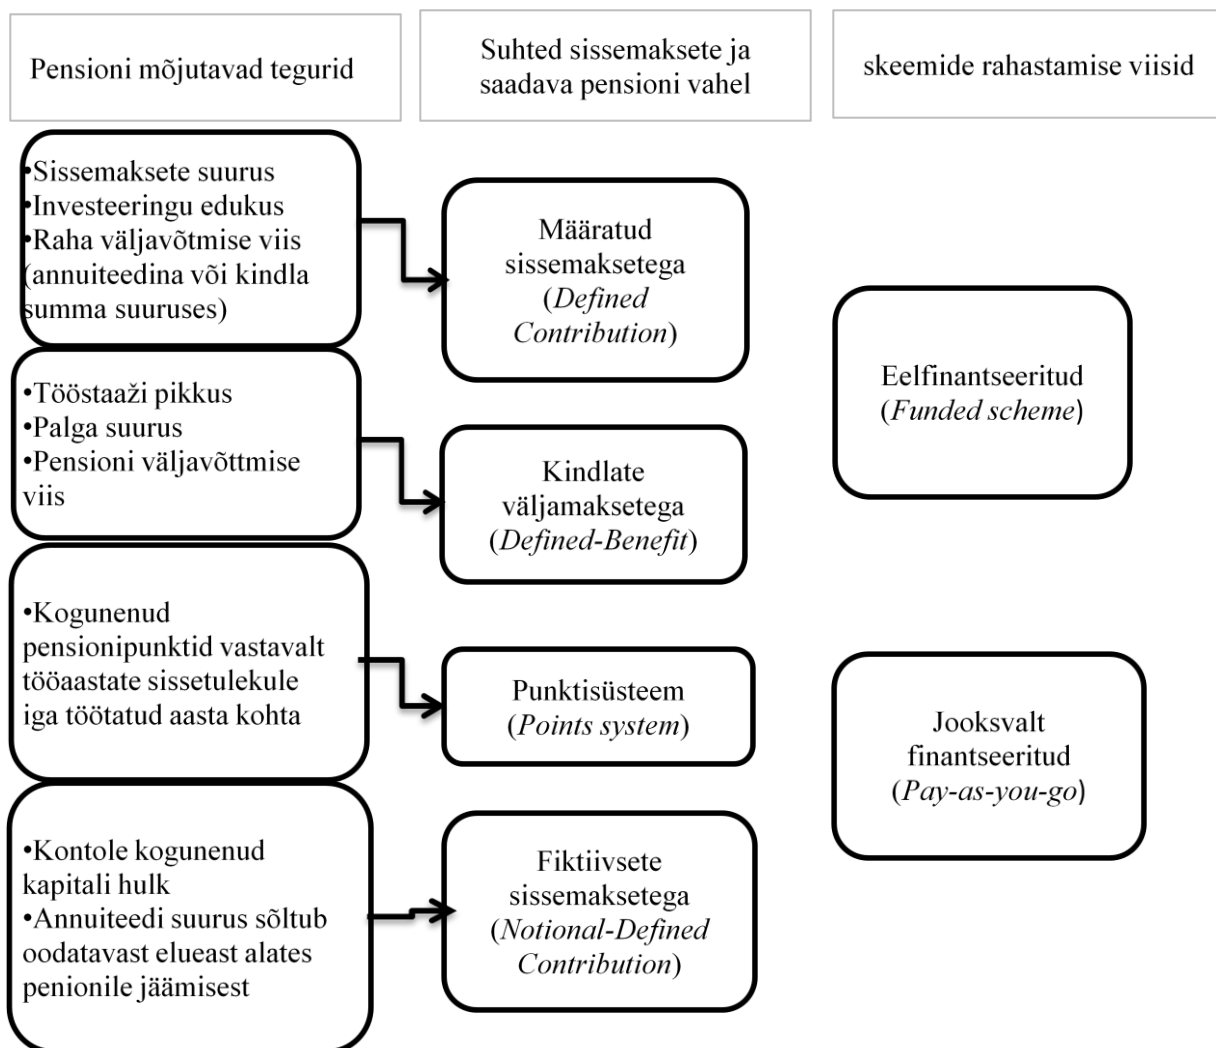 Pensioni mõjutavad tegurid
Suhted sissemaksete ja
saadava pensioni vahel
skeemide rahastamise viisid
•Sissemaksete suurus
•Investeeringu edukus
•Raha väljavõtmise viis
(annuiteedina või kindla
summa suuruses)
Määratud
sissemaksetega
(Defined
Contribution)
•Tööstaaži pikkus
•Palga suurus
•Pensioni väljavõttmise
viis
Kindlate
väljamaksetega
(Defined-Benefit)
•Kogunenud
pensionipunktid vastavalt
tööaastate sissetulekule
iga töötatud aasta kohta
Punktisüsteem
(Points system)
•Kontole kogunenud
kapitali hulk
•Annuiteedi suurus sõltub
oodatavast elueast alates
penionile jäämisest
Fiktiivsete
sissemaksetega
(Notional-Defined
Contribution)
Eelfinantseeritud
(Funded scheme)
Jooksvalt
finantseeritud
(Pay-as-you-go)